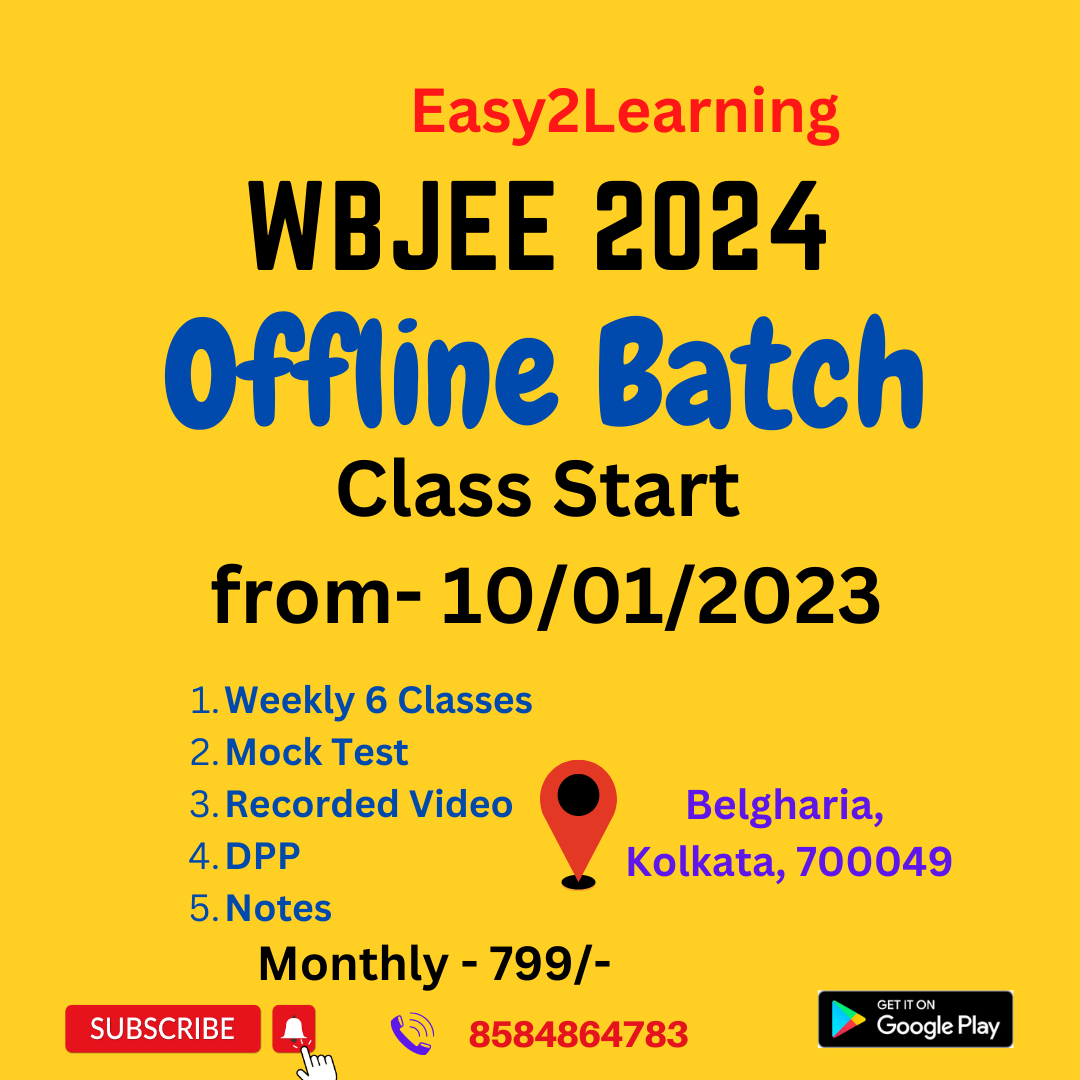 Easy2Learning
WBJEE 2024
Offline Batch
Class Start
from- 10/01/2023
1. Weekly 6 Classes
2. Mock Test
3. Recorded Video
4. DPP
5. Notes
Belgharia,
Kolkata, 700049
Monthly - 799/-
SUBSCRIBE
8584864783
GET IT ON
Google Play